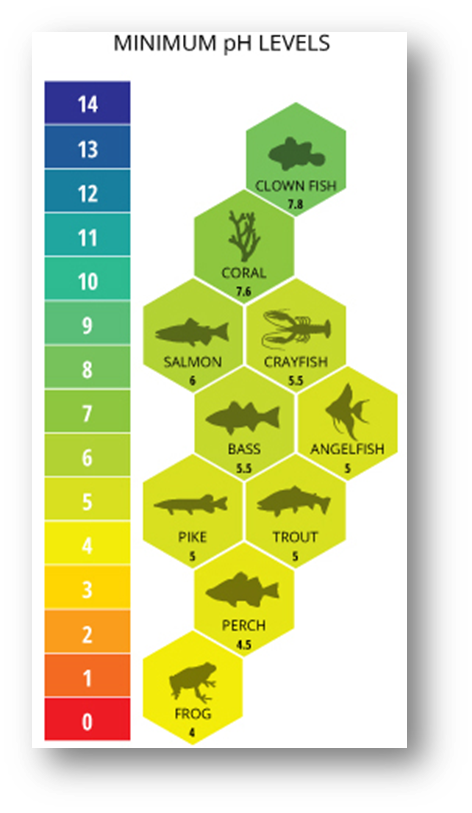 MINIMUM pH LEVELS
14
13
12
11
10
9
8
7
6
5
4
3
2
1
0
CLOWN FISH
7.8
CORAL
7.6
SALMON
6
CRAYFISH
5.5
BASS
5.5
ANGELFISH
5
PIKE
5
TROUT
5
PERCH
4.5
FROG
4